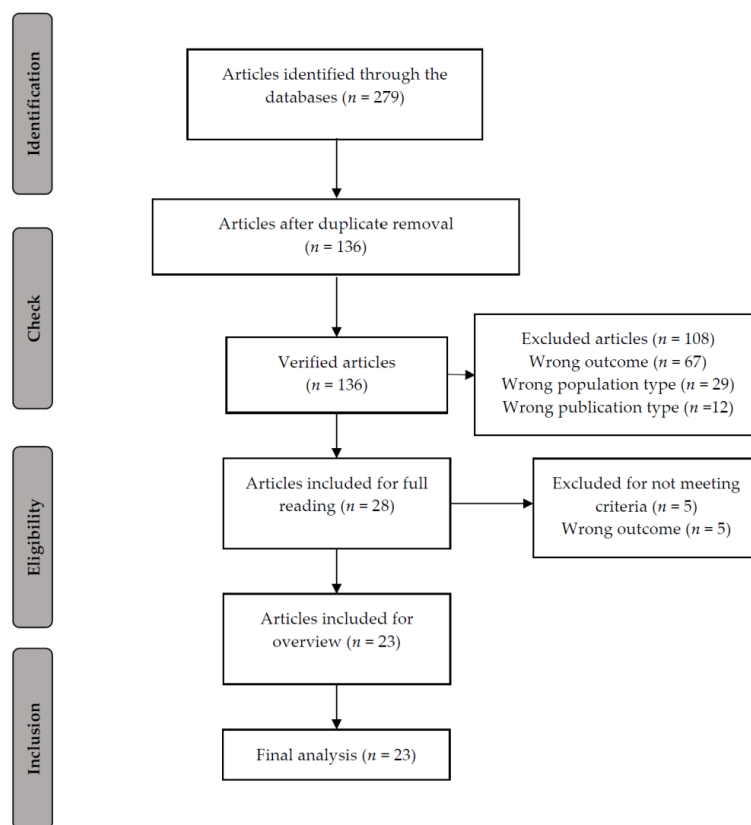 Identification
Articles identified through the
databases (n = 279)
Articles after duplicate removal
(n = 136)
Check
Verified articles
(n = 136)
Excluded articles (n = 108)
Wrong outcome (n = 67)
Wrong population type (n = 29)
Wrong publication type (n =12)
Eligibility
Articles included for full
reading (n = 28)
Excluded for not meeting
criteria (n = 5)
Wrong outcome (n = 5)
Articles included for
overview (n = 23)
Inclusion
Final analysis (n = 23)